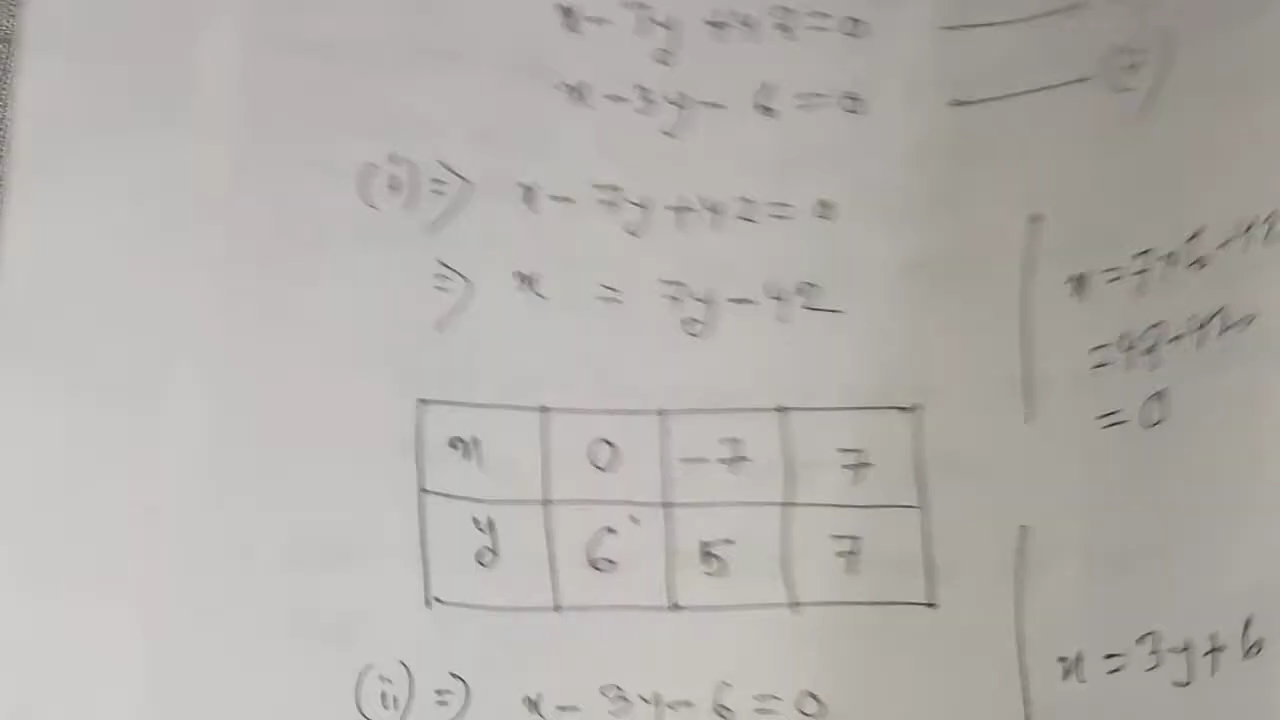 x - 7y + 42 = 0
x - 3y - 6 = 0
(ii) ⇒ x - 7y + 42 = 0
⇒ x = 7y - 42
x 0 -7 7
y 6 5 7
= 0
(ii) ⇒ x - 3y - 6 = 0
x = 3y + 6